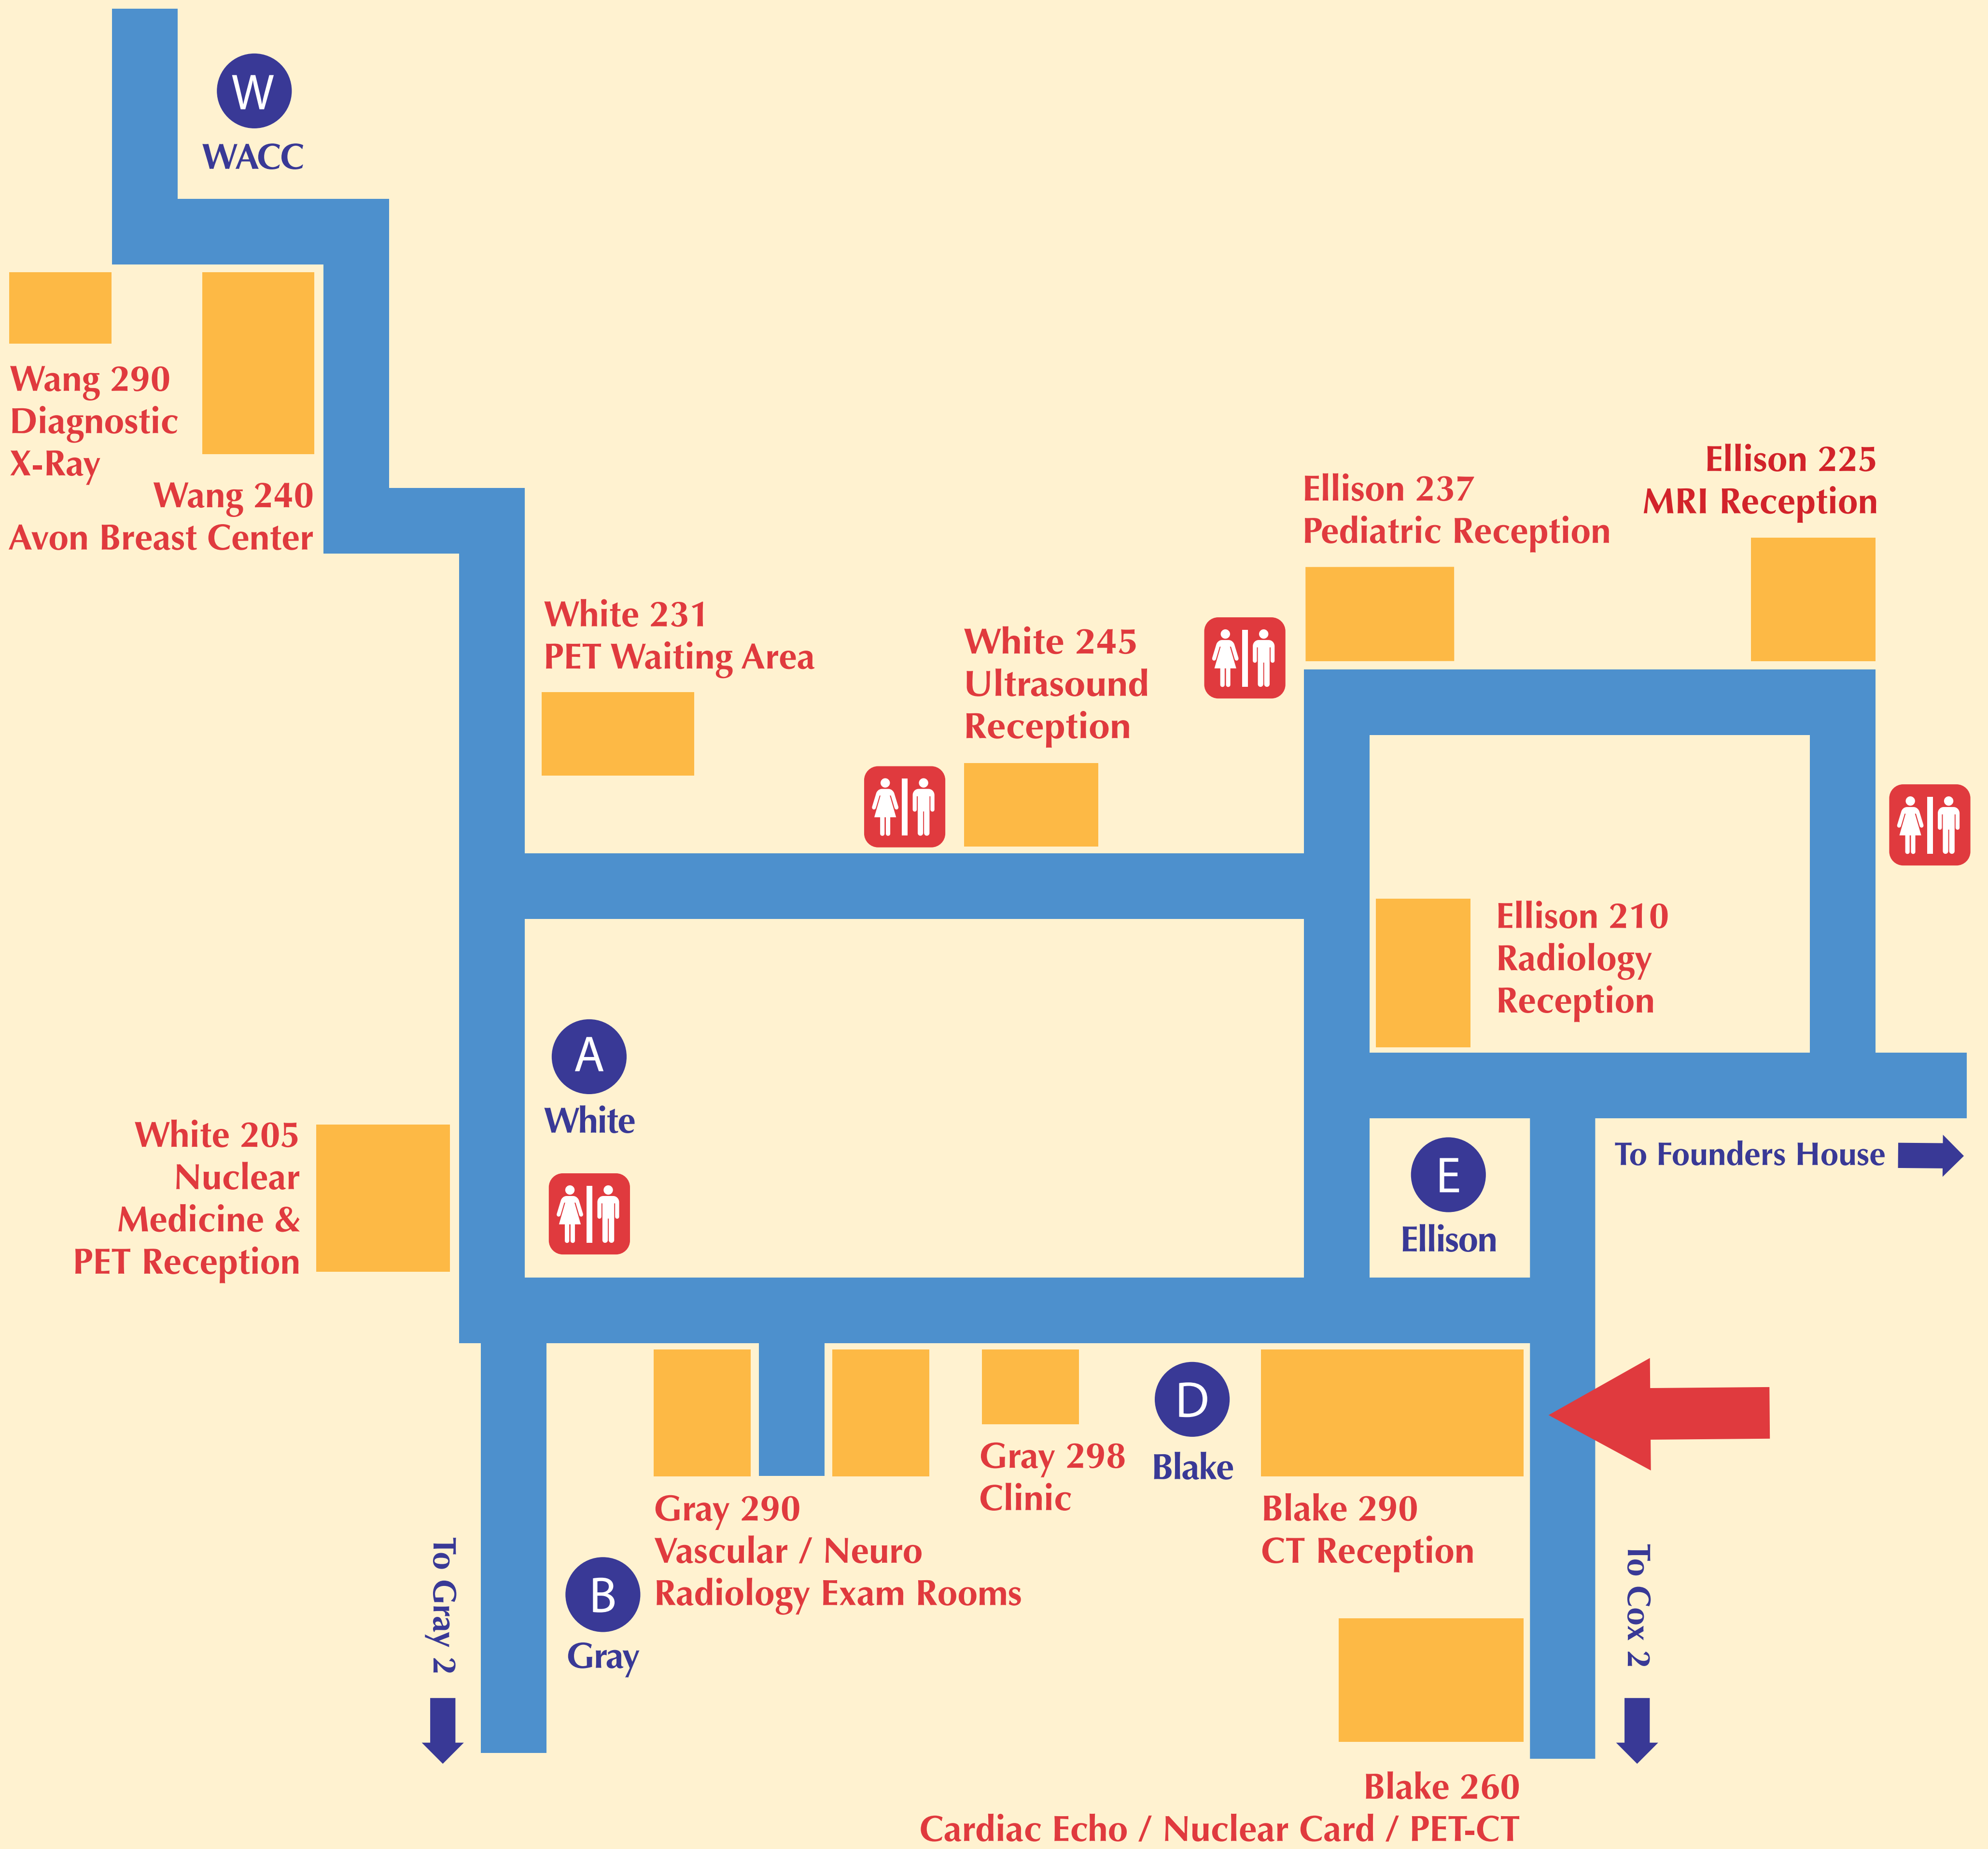 W
WACC
Wang 290
Diagnostic
X-Ray
Wang 240
Avon Breast Center
White 231
PET Waiting Area
White 245
Ultrasound
Reception
Ellison 237
Pediatric Reception
Ellison 225
MRI Reception
Ellison 210
Radiology
Reception
A
White
White 205
Nuclear
Medicine &
PET Reception
E
Ellison
To Founders House
D
Blake
Gray 298
Clinic
Gray 290
Vascular / Neuro
Radiology Exam Rooms
Blake 290
CT Reception
To Gray 2
B
Gray
To Cox 2
Blake 260
Cardiac Echo / Nuclear Card / PET-CT